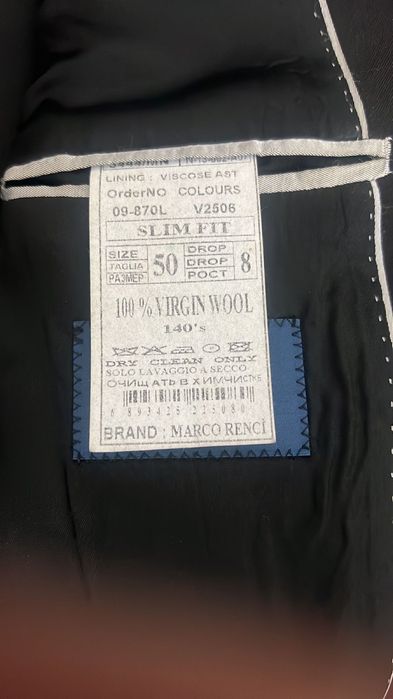 LINING : VISCOSE AST
OrderNO COLOURS
09-870L V2506
SLIM FIT
SIZE
TAGLIA
РАЗМЕР
50
DROP
DROP
РОСТ
8
100 % VIRGIN WOOL
140's
DRY CLEAN ONLY
SOLO LAVAGGIO A SECCO
ОЧИЩАТЬ В ХИМЧИСТКЕ
BRAND : MARCO RENCİ